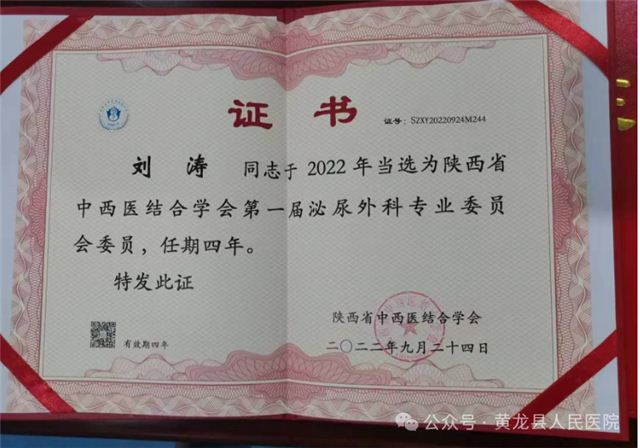 证书
证号：SZXY20220924M244
刘涛 同志于 2022 年当选为陕西省
中西医结合学会第一届泌尿外科专业委员
会委员，任期四年。
特发此证
陕西省中西医结合学会
有效期四年
二〇二二年九月二十四日
公众号·黄龙县人民医院